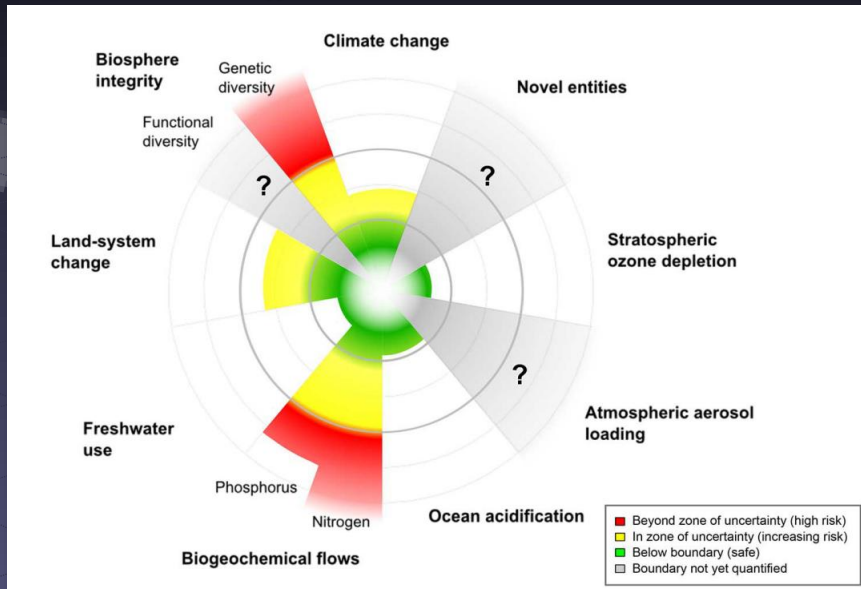 Climate change
Biosphere
integrity
Genetic
diversity
Novel entities
Functional
diversity
?
?
Land-system
change
Stratospheric
ozone depletion
?
Atmospheric aerosol
loading
Freshwater
use
Phosphorus
Nitrogen
Ocean acidification
Biogeochemical flows
Beyond zone of uncertainty (high risk)
In zone of uncertainty (increasing risk)
Below boundary (safe)
Boundary not yet quantified